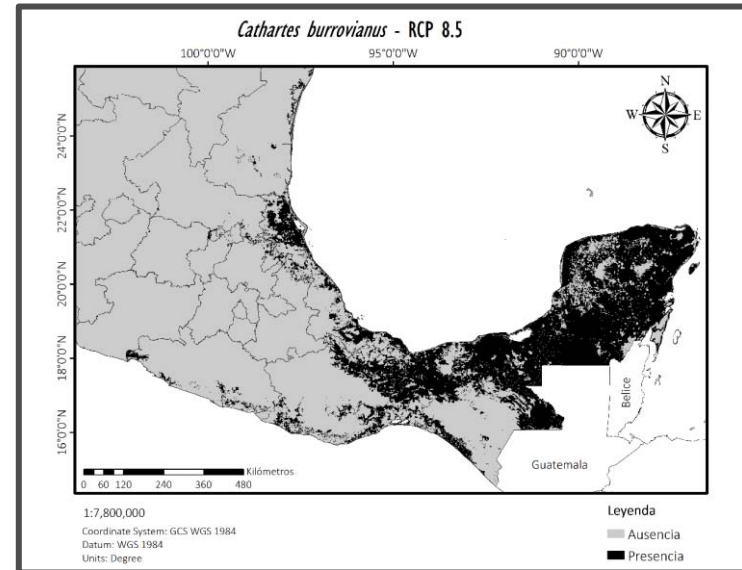 Cathartes burrovianus - RCP 8.5
100°0'0"W 95°0'0"W 90°0'0"W
N
W E
S
24°0'0"N
22°0'0"N
20°0'0"N
18°0'0"N
16°0'0"N
Belice
Guatemala
Kilómetros
0 60 120 240 360 480
1:7,800,000
Coordinate System: GCS WGS 1984
Datum: WGS 1984
Units: Degree
Leyenda
Ausencia
Presencia